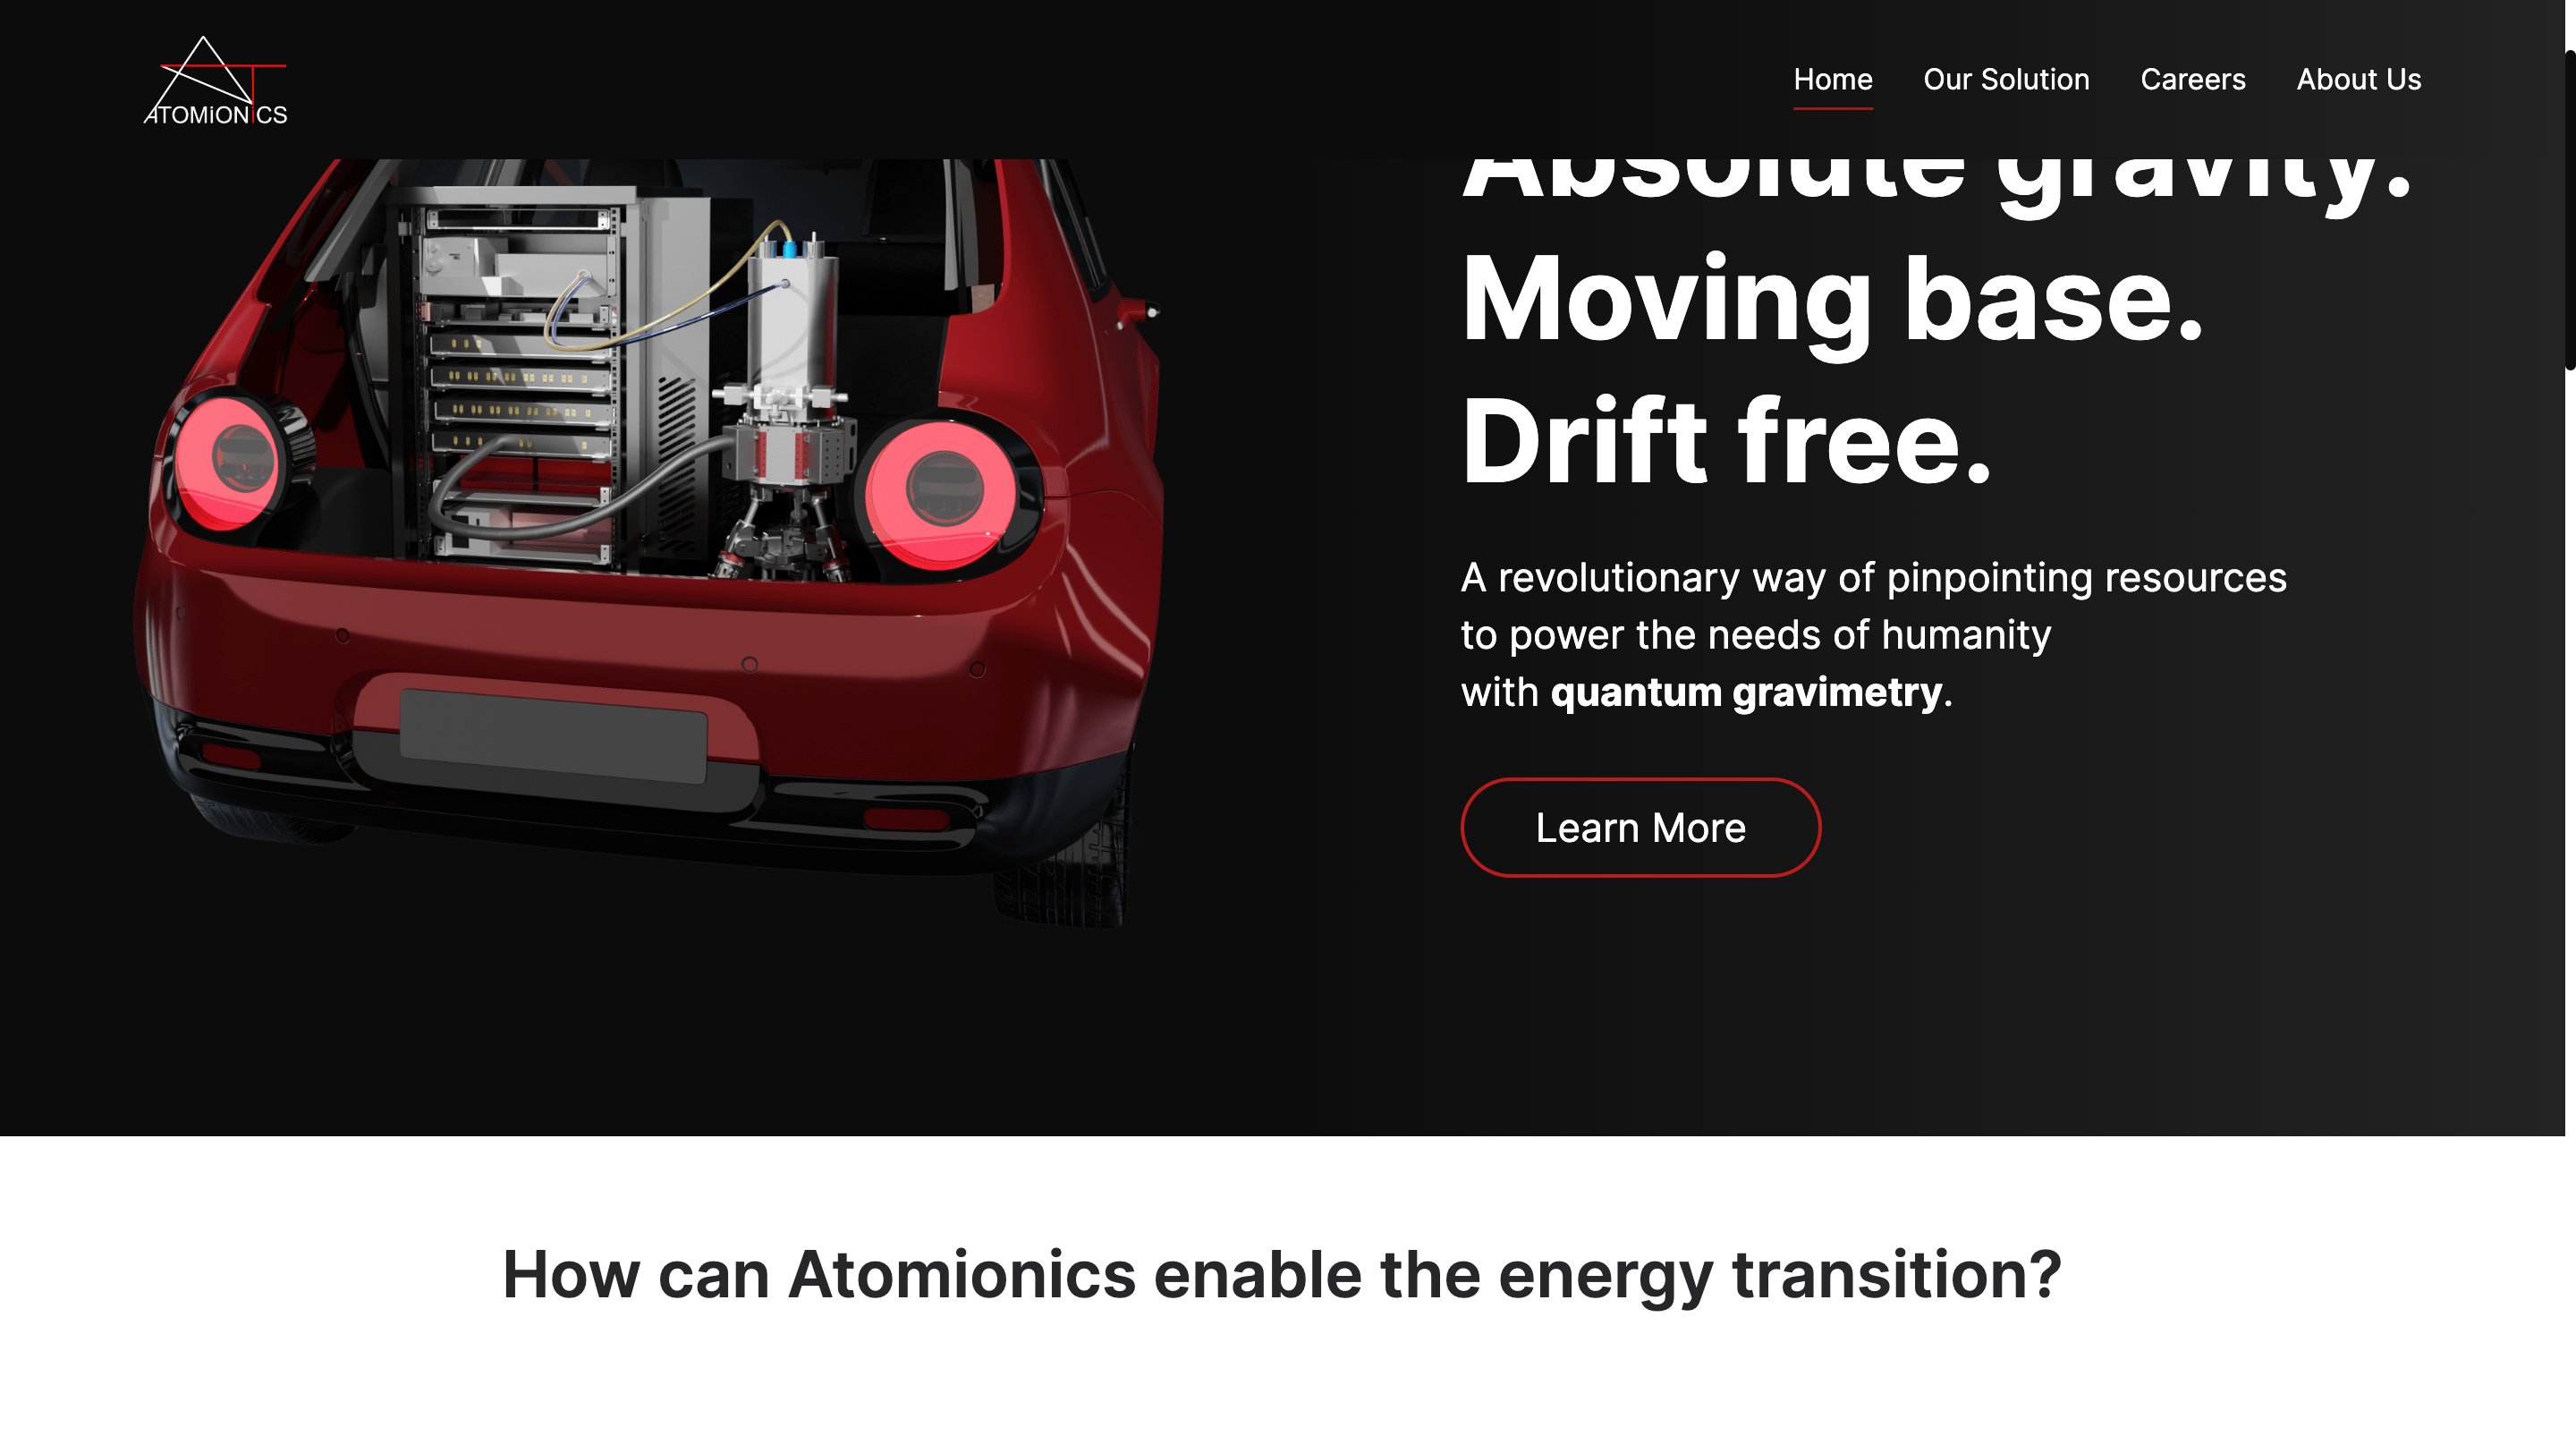 ATOMiONiCS
Home
Our Solution
Careers
About Us
Absolute gravity.
Moving base.
Drift free.
A revolutionary way of pinpointing resources
to power the needs of humanity
with quantum gravimetry.
Learn More
How can Atomionics enable the energy transition?